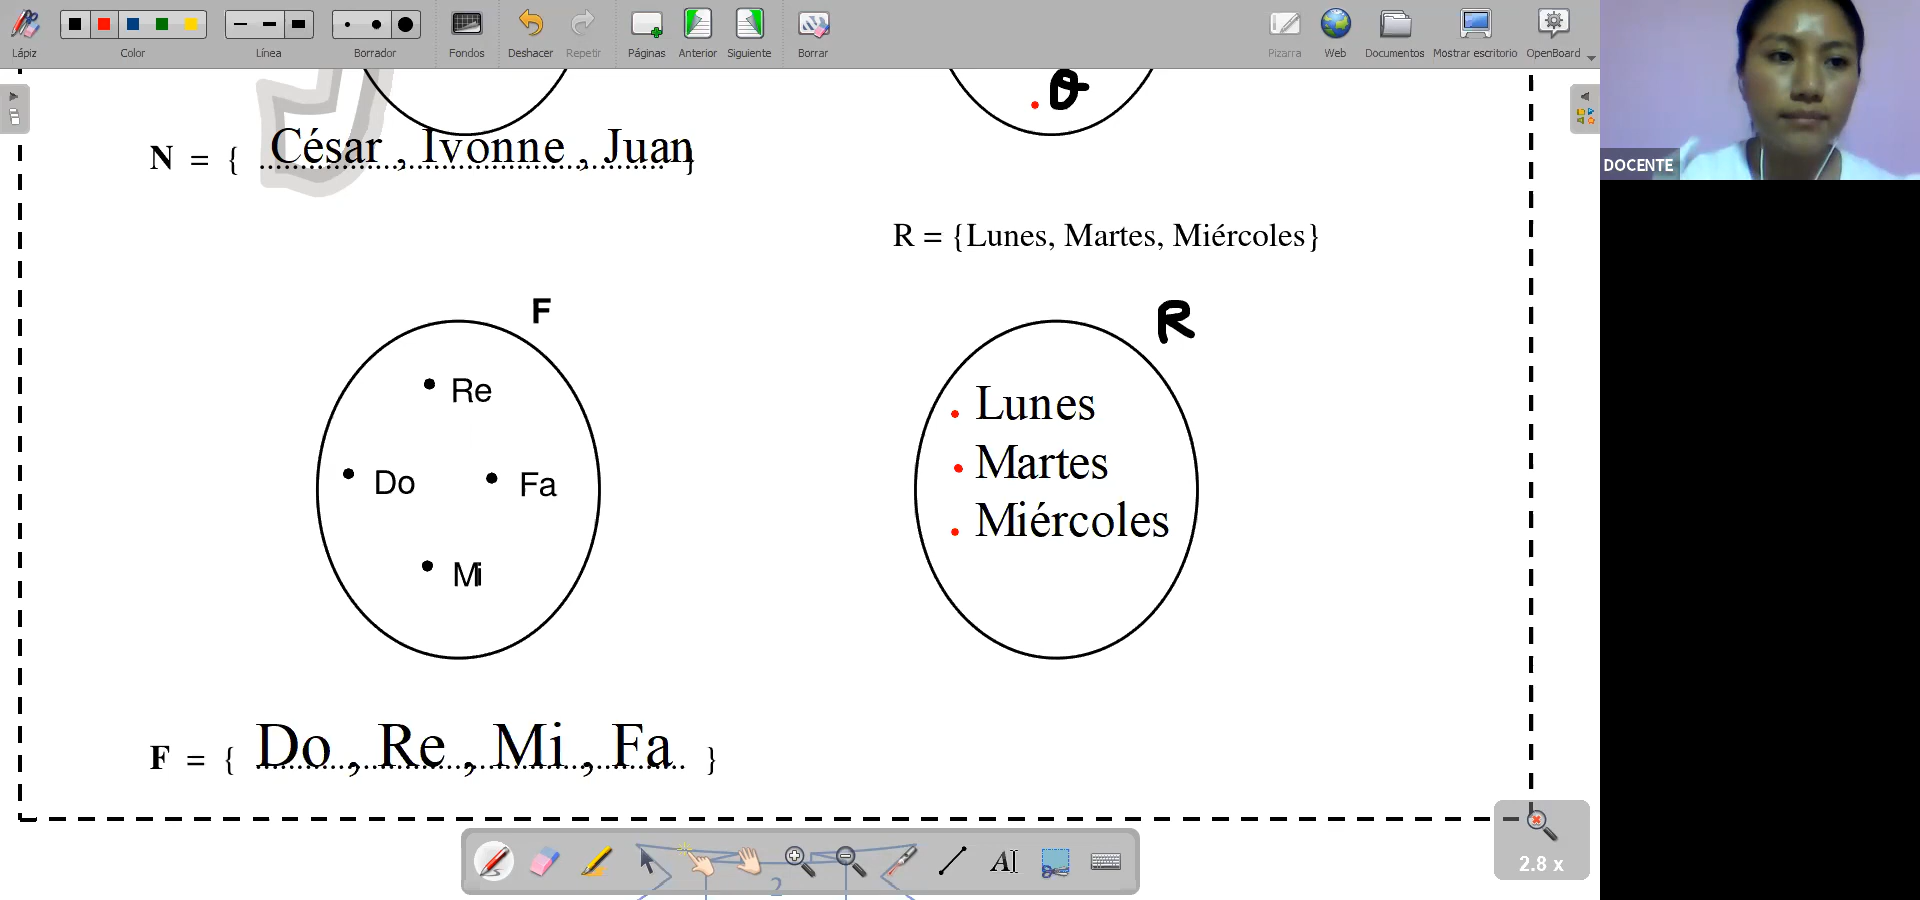 Lápiz Color Línea Borrador Fondos Deshacer Repetir Páginas Anterior Siguiente Borrar Pizarra Web Documentos Mostrar escritorio OpenBoard
DOCENTE
N = { César , Ivonne , Juan }
R = {Lunes, Martes, Miércoles}
F
Re
Do Fa
Mi
R
Lunes
Martes
Miércoles
F = { Do , Re , Mi , Fa }
2.8 x
2